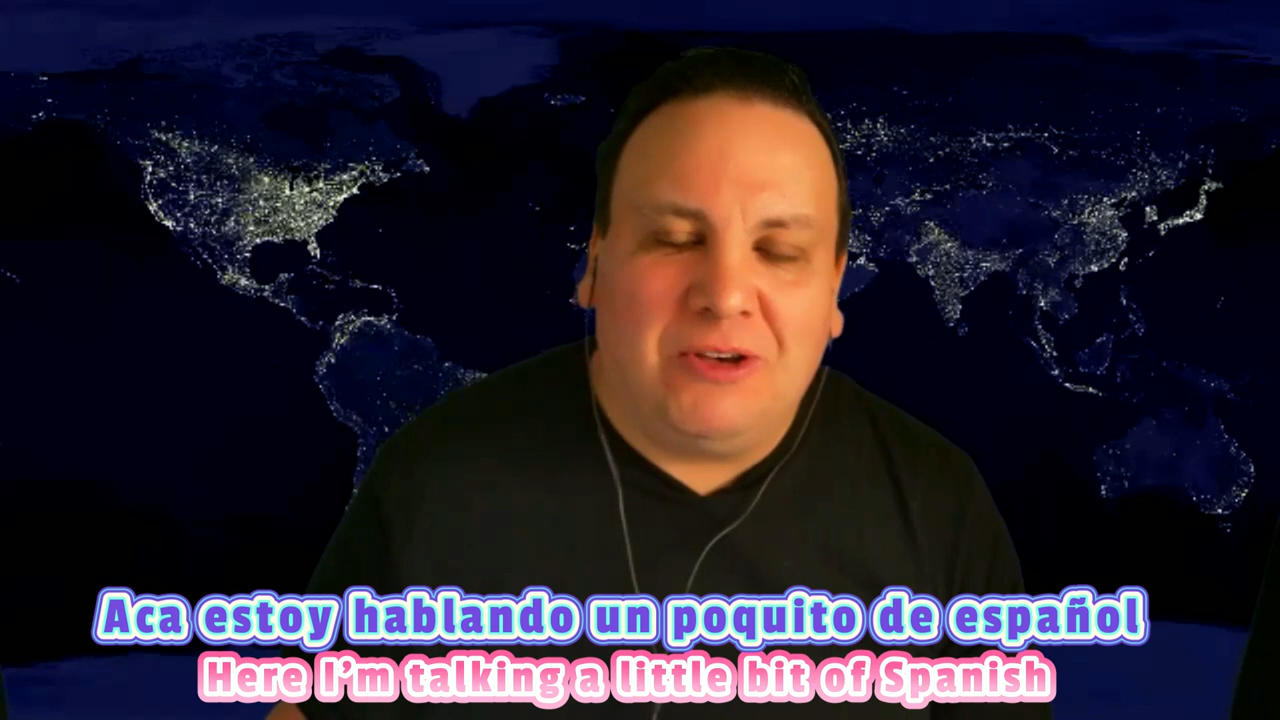 Aca estoy hablando un poquito de español
Here I'm talking a little bit of Spanish